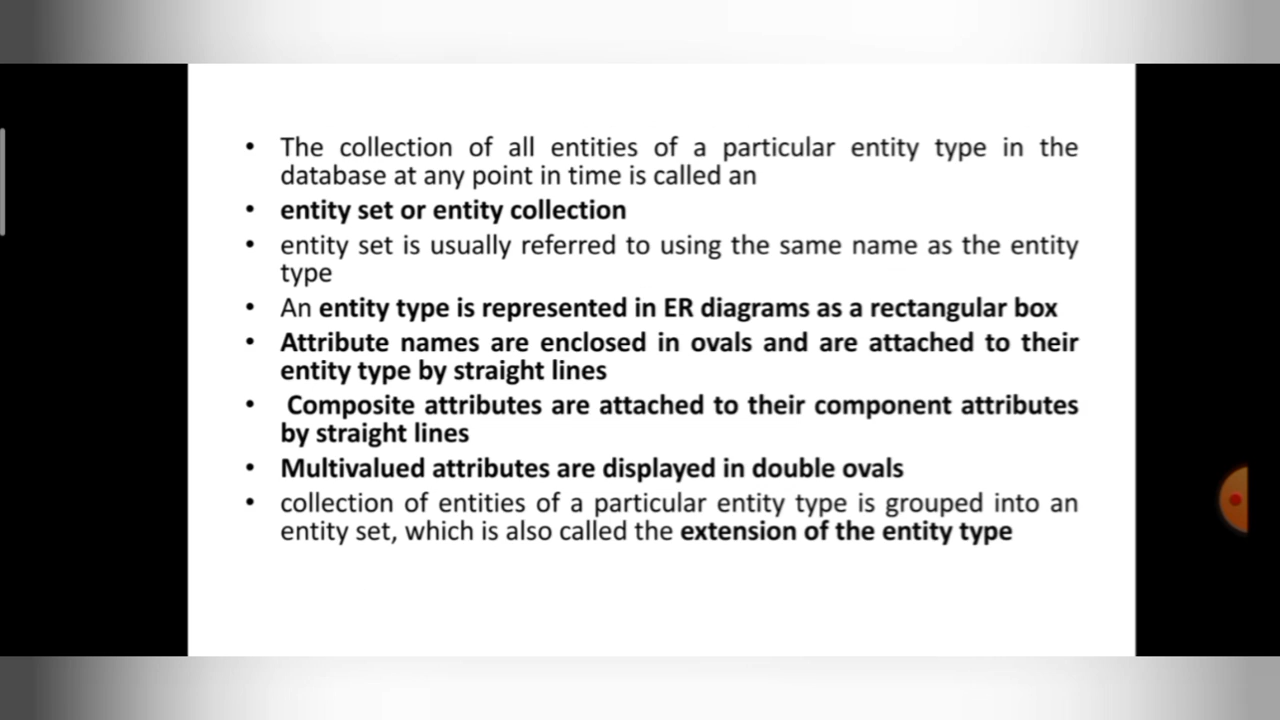 • The collection of all entities of a particular entity type in the
database at any point in time is called an
• entity set or entity collection
• entity set is usually referred to using the same name as the entity
type
• An entity type is represented in ER diagrams as a rectangular box
• Attribute names are enclosed in ovals and are attached to their
entity type by straight lines
• Composite attributes are attached to their component attributes
by straight lines
• Multivalued attributes are displayed in double ovals
• collection of entities of a particular entity type is grouped into an
entity set, which is also called the extension of the entity type